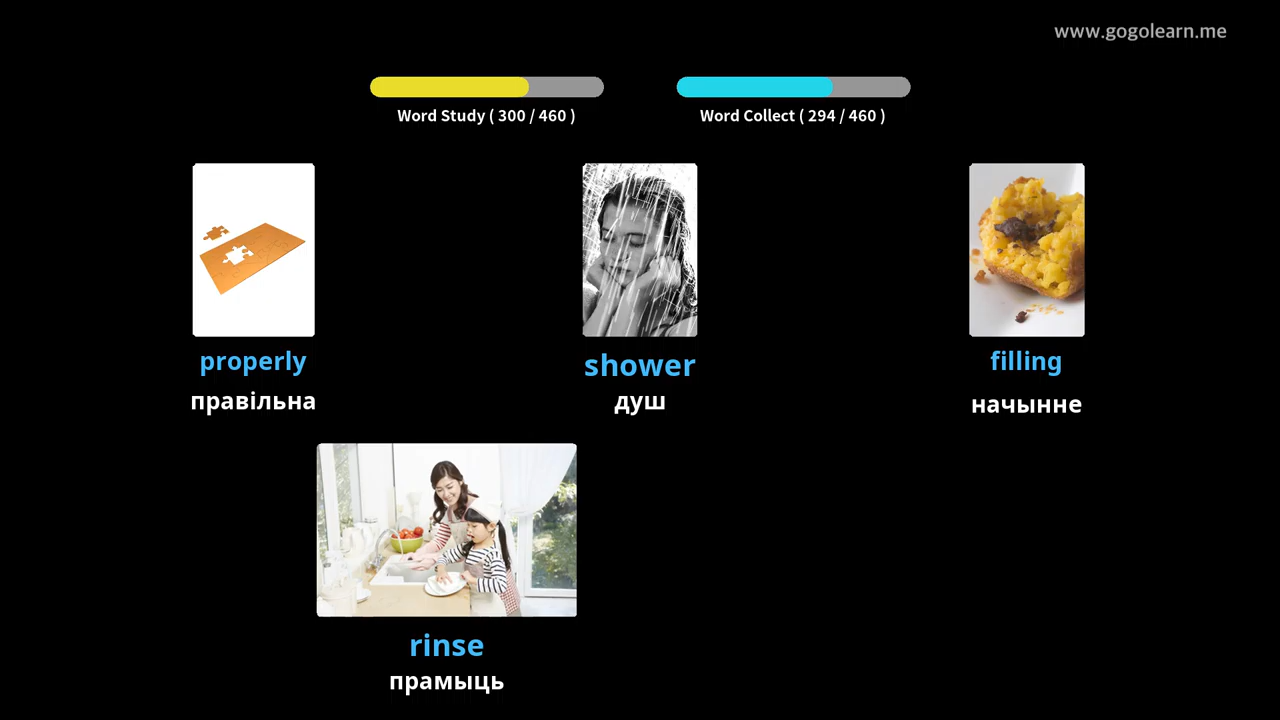 www.gogolearn.me
Word Study ( 300 / 460 )
Word Collect ( 294 / 460 )
properly
правільна
shower
душ
filling
начынне
rinse
прамыць